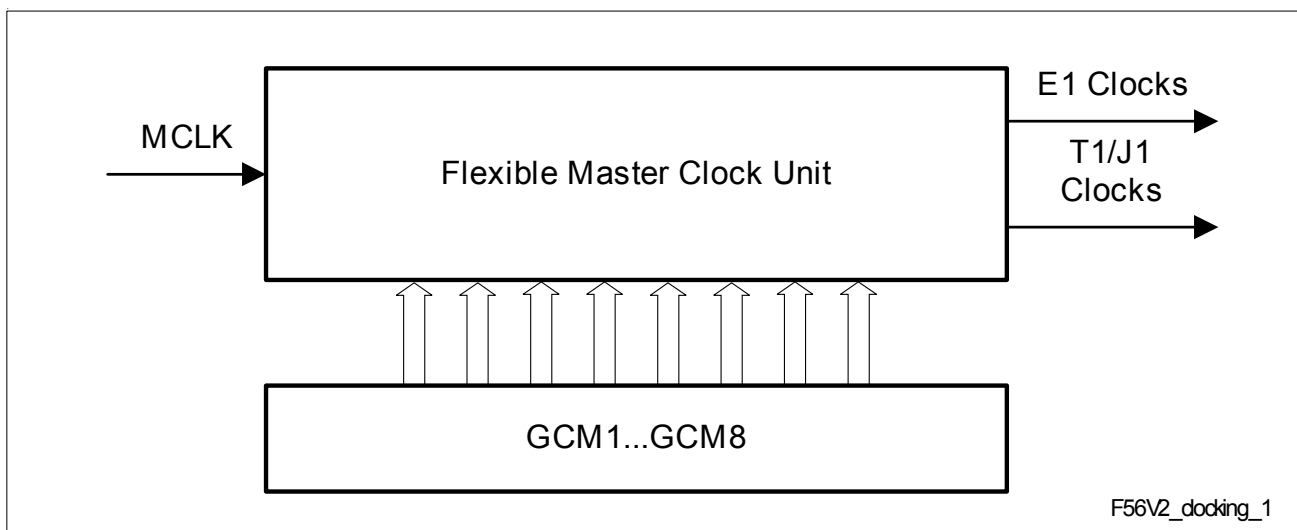 E1 Clocks
MCLK
Flexible Master Clock Unit
T1/J1
Clocks
GCM1...GCM8
F56V2_docking_1